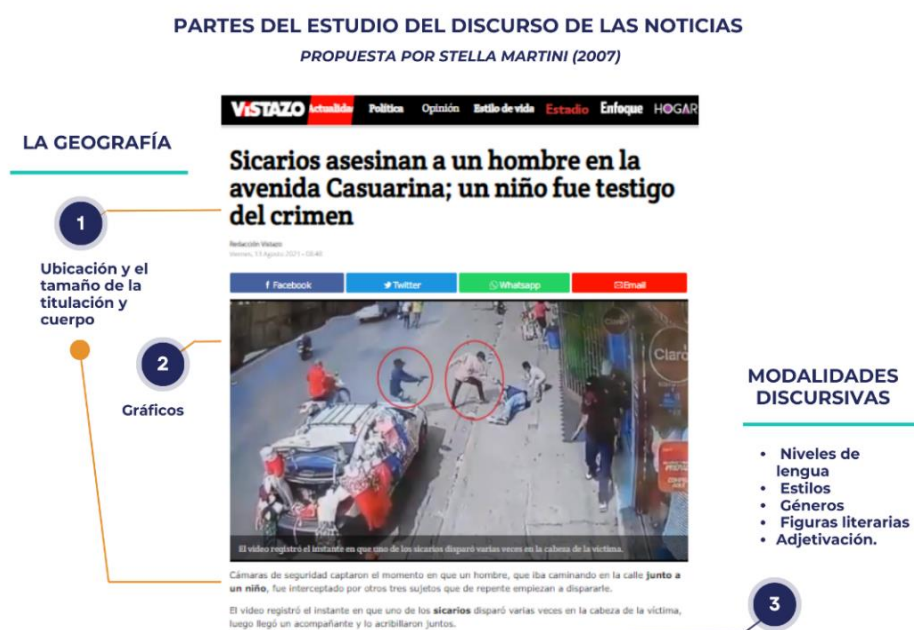 PARTES DEL ESTUDIO DEL DISCURSO DE LAS NOTICIAS
PROPUESTA POR STELLA MARTINI (2007)
VISTAZO Actualidad Política Opinión Estilo de vida Estadio Enfoque HOGAR
LA GEOGRAFÍA
Sicarios asesinan a un hombre en la
avenida Casuarina; un niño fue testigo
del crimen
1
Redacción Vistazo
Viernes, 13 Agosto 2021 - 08:40
Ubicación y el
tamaño de la
titulación y
cuerpo
Facebook Twitter Whatsapp Email
2
Gráficos
Claro
MODALIDADES
DISCURSIVAS
• Niveles de
lengua
• Estilos
• Géneros
• Figuras literarias
• Adjetivación.
El video registró el instante en que uno de los sicarios disparó varias veces en la cabeza de la víctima.
Cámaras de seguridad captaron el momento en que un hombre, que iba caminando en la calle junto a
un niño, fue interceptado por otros tres sujetos que de repente empiezan a dispararle.
3
El video registró el instante en que uno de los sicarios disparó varias veces en la cabeza de la víctima,
luego llegó un acompañante y lo acribillaron juntos.